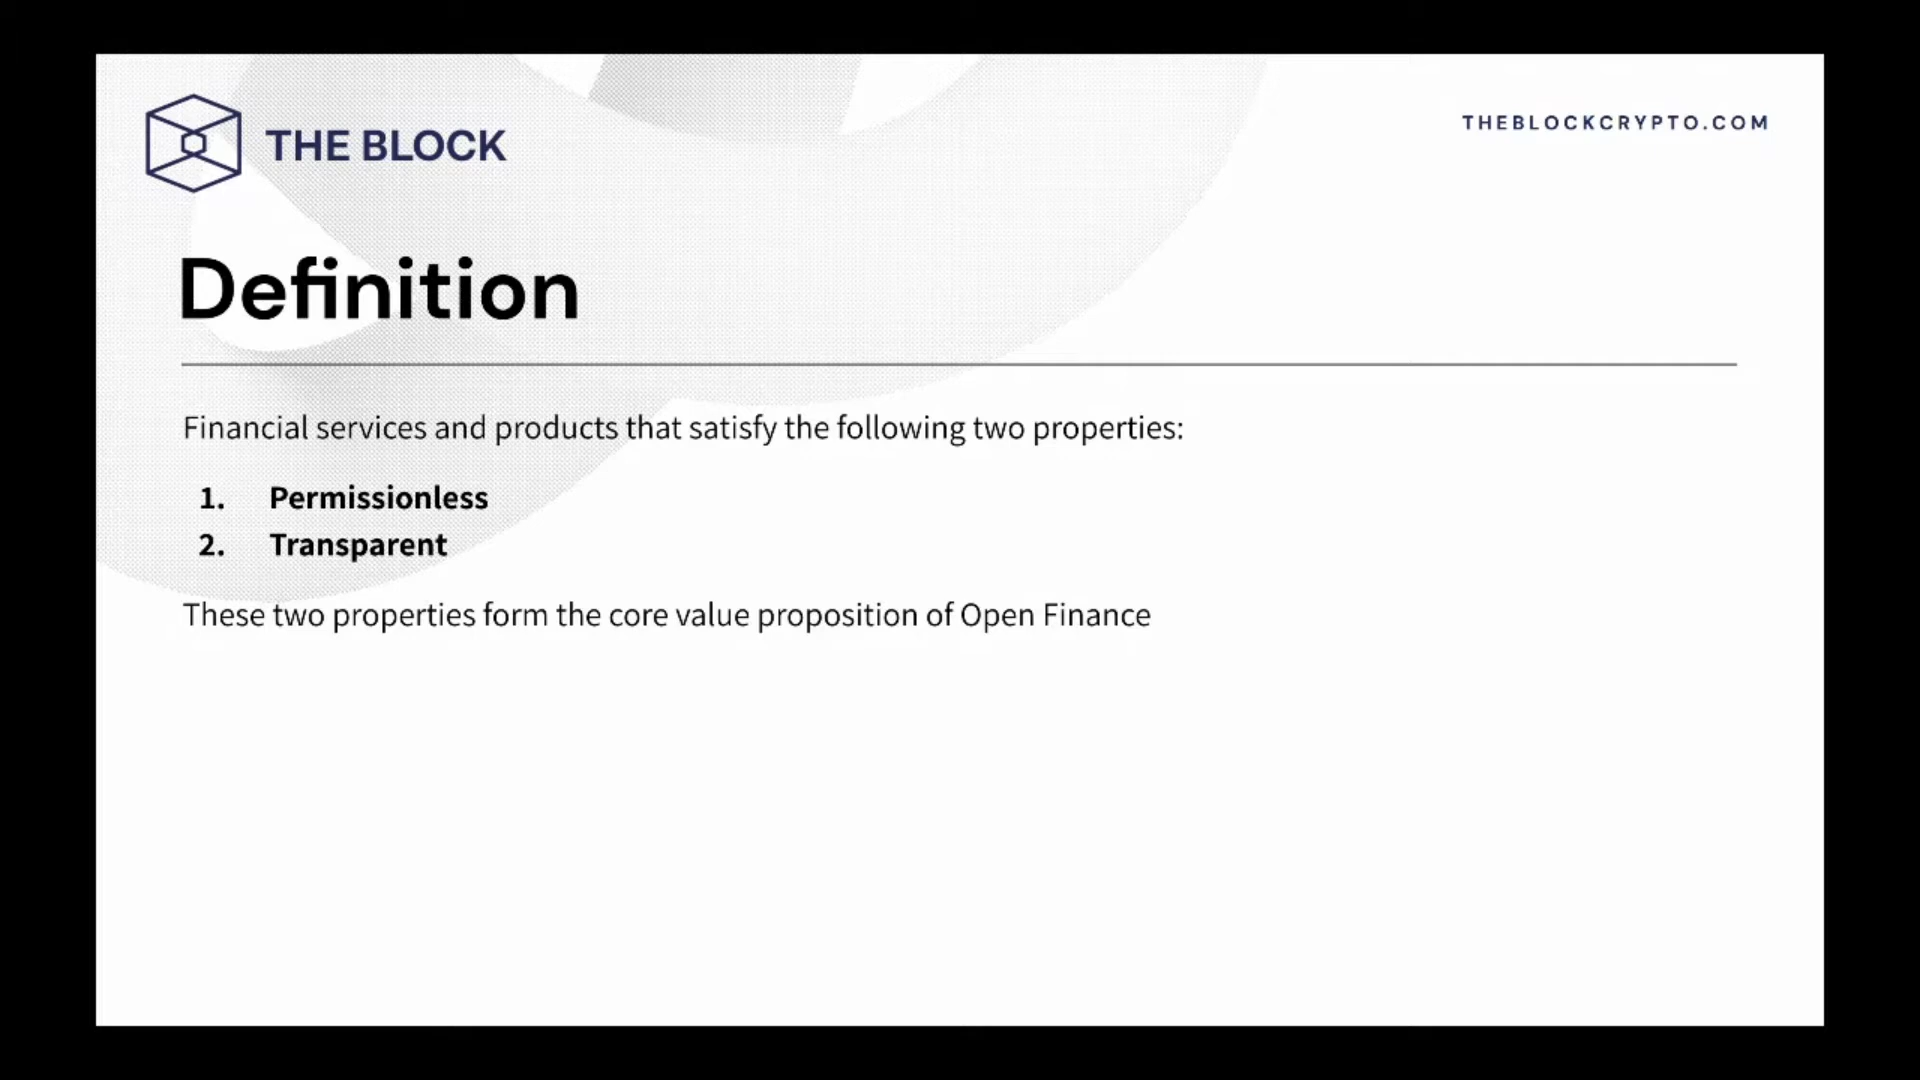 THE BLOCK
THEBLOCKCRYPTO.COM
Definition
Financial services and products that satisfy the following two properties:
1. Permissionless
2. Transparent
These two properties form the core value proposition of Open Finance